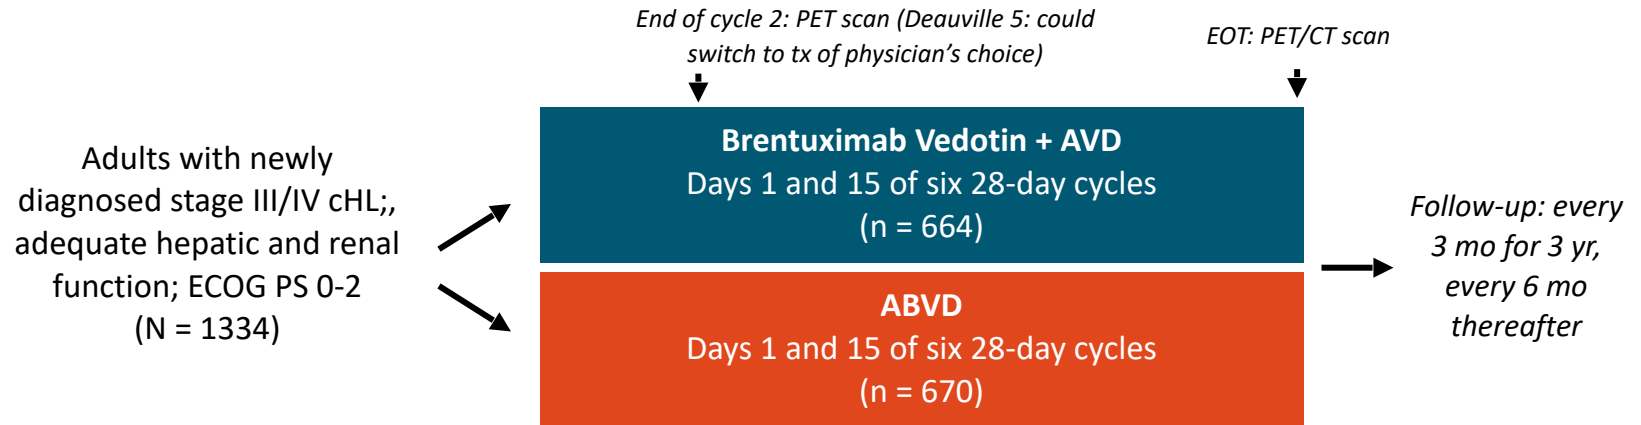 End of cycle 2: PET scan (Deauville 5: could
switch to tx of physician’s choice)
EOT: PET/CT scan
Adults with newly
diagnosed stage III/IV cHL;,
adequate hepatic and renal
function; ECOG PS 0-2
(N = 1334)
Brentuximab Vedotin + AVD
Days 1 and 15 of six 28-day cycles
(n = 664)
ABVD
Days 1 and 15 of six 28-day cycles
(n = 670)
Follow-up: every
3 mo for 3 yr,
every 6 mo
thereafter